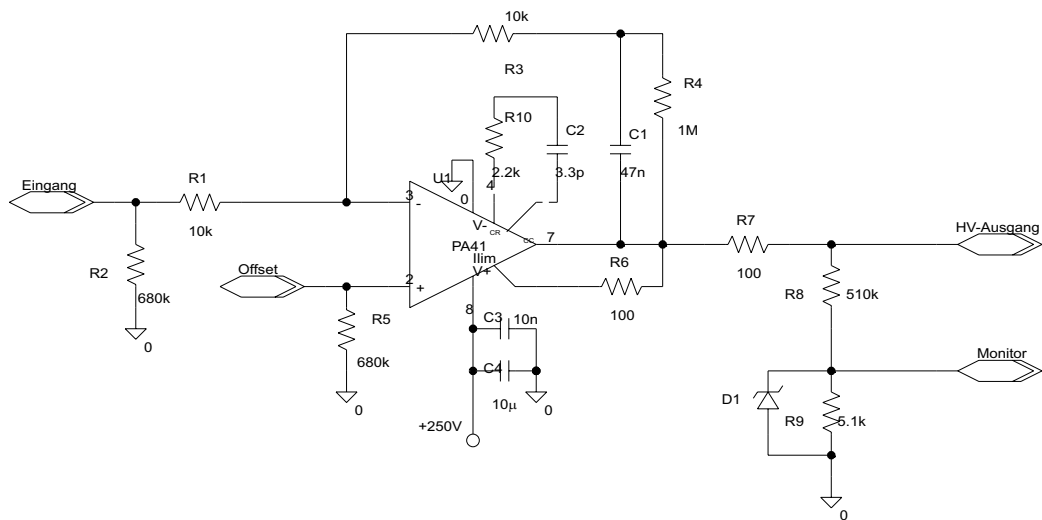 10k
R3
R4
1M
R10
C2
C1
2.2k
3.3p
47n
Eingang
R1
10k
U1
0
4
3
-
V-
CR
CC
7
PA41
Ilim
V+
R7
100
HV-Ausgang
R2
680k
0
Offset
2
+
R6
100
R8
510k
R5
680k
0
8
C3
10n
C4
10µ
0
+250V
Monitor
D1
R9
5.1k
0